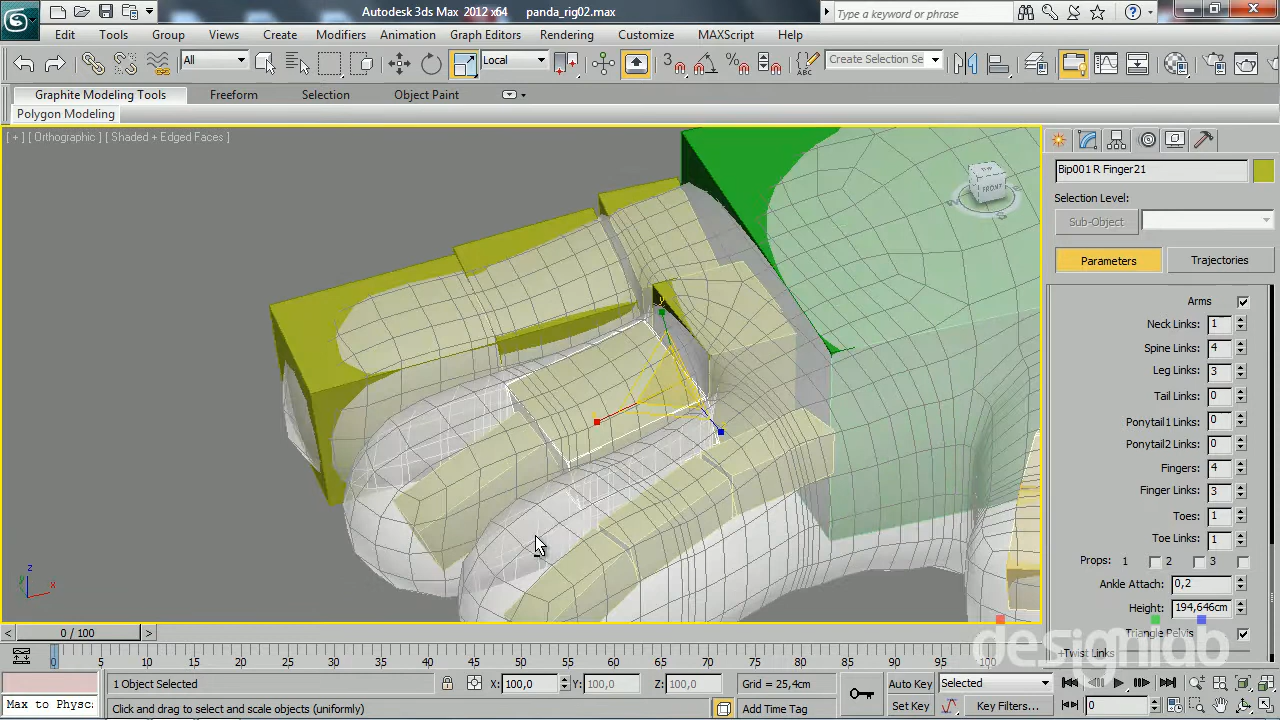 Autodesk 3ds Max 2012 x64 panda_rig02.max
Type a keyword or phrase
Edit Tools Group Views Create Modifiers Animation Graph Editors Rendering Customize MAXScript Help
All Local Create Selection Se
Graphite Modeling Tools Freeform Selection Object Paint
Polygon Modeling
[ + ] [ Orthographic ] [ Shaded + Edged Faces ]
TOP
FRONT
Bip001 R Finger21
Selection Level:
Sub-Object
Parameters Trajectories
Arms
Neck Links: 1
Spine Links: 4
Leg Links: 3
Tail Links: 0
Ponytail1 Links: 0
Ponytail2 Links: 0
Fingers: 4
Finger Links: 3
Toes: 1
Toe Links: 1
Props: 1 2 3
Ankle Attach: 0,2
Height: 194,646cm
Triangle Pelvis
+Twist Links
designlab
y
z
y
x
< 0 / 100 >
0 5 10 15 20 25 30 35 40 45 50 55 60 65 70 75 80 85 90 95 100
1 Object Selected X: 100,0 Y: 100,0 Z: 100,0 Grid = 25,4cm Auto Key Selected
Max to Physc
Click and drag to select and scale objects (uniformly) Add Time Tag Set Key Key Filters... 0